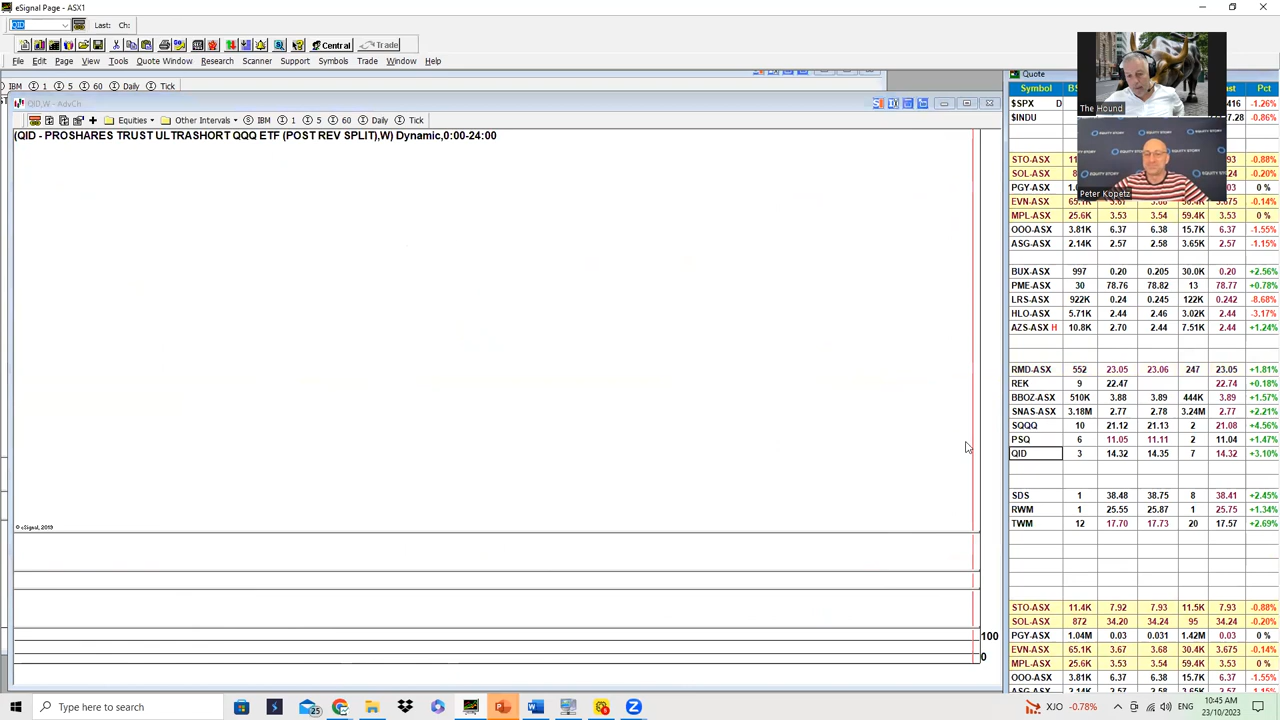 eSignal Page - ASX1
QID Last: Ch:
Central Trade
File Edit Page View Tools Quote Window Research Scanner Support Symbols Trade Window Help
IBM 1 5 60 Daily Tick
QID,W - AdvCh
Equities Other Intervals IBM 1 5 60 Daily Tick
(QID - PROSHARES TRUST ULTRASHORT QQQ ETF (POST REV SPLIT),W) Dynamic,0:00-24:00
© eSignal, 2019
100
0
The Hound
EQUITY STORY
Peter Kopetz
Quote
Symbol Pct
$SPX D 416 -1.26%
$INDU -0.86%
STO-ASX -0.88%
SOL-ASX -0.20%
PGY-ASX 0 %
EVN-ASX 3.675 -0.14%
MPL-ASX 25.6K 3.53 3.54 59.4K 3.53 0 %
OOO-ASX 3.81K 6.37 6.38 15.7K 6.37 -1.55%
ASG-ASX 2.14K 2.57 2.58 3.65K 2.57 -1.15%
BUX-ASX 997 0.20 0.205 30.0K 0.20 +2.56%
PME-ASX 30 78.76 78.82 13 78.77 +0.78%
LRS-ASX 922K 0.24 0.245 122K 0.242 -8.68%
HLO-ASX 5.71K 2.44 2.46 3.02K 2.44 -3.17%
AZS-ASX H 10.8K 2.70 2.44 7.51K 2.44 +1.24%
RMD-ASX 552 23.05 23.06 247 23.05 +1.81%
REK 9 22.47 22.74 +0.18%
BBOZ-ASX 510K 3.88 3.89 444K 3.89 +1.57%
SNAS-ASX 3.18M 2.77 2.78 3.24M 2.77 +2.21%
SQQQ 10 21.12 21.13 2 21.08 +4.56%
PSQ 6 11.05 11.11 2 11.04 +1.47%
QID 3 14.32 14.35 7 14.32 +3.10%
SDS 1 38.48 38.75 8 38.41 +2.45%
RWM 1 25.55 25.87 1 25.75 +1.34%
TWM 12 17.70 17.73 20 17.57 +2.69%
STO-ASX 11.4K 7.92 7.93 11.5K 7.93 -0.88%
SOL-ASX 872 34.20 34.24 95 34.24 -0.20%
PGY-ASX 1.04M 0.03 0.031 1.42M 0.03 0 %
EVN-ASX 65.1K 3.67 3.68 30.4K 3.675 -0.14%
MPL-ASX 25.6K 3.53 3.54 59.4K 3.53 0 %
OOO-ASX 3.81K 6.37 6.38 15.7K 6.37 -1.55%
Type here to search
25
XJO -0.78% ENG 10:45 AM
23/10/2023